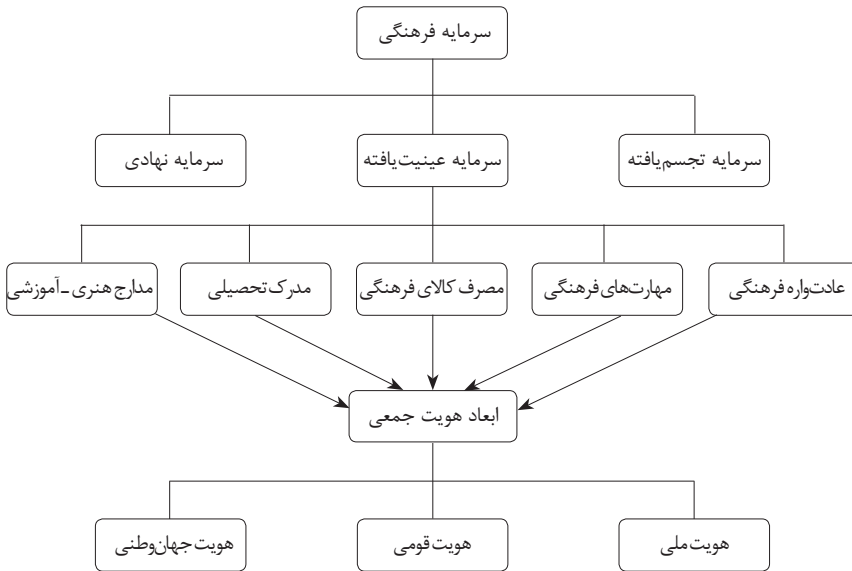 سرمایه فرهنگی
سرمایه تجسم‌یافته
سرمایه عینیت‌یافته
سرمایه نهادی
عادت‌واره فرهنگی
مهارت‌های فرهنگی
مصرف کالای فرهنگی
مدرک تحصیلی
مدارج هنری ـ آموزشی
ابعاد هویت جمعی
هویت ملی
هویت قومی
هویت جهان‌وطنی